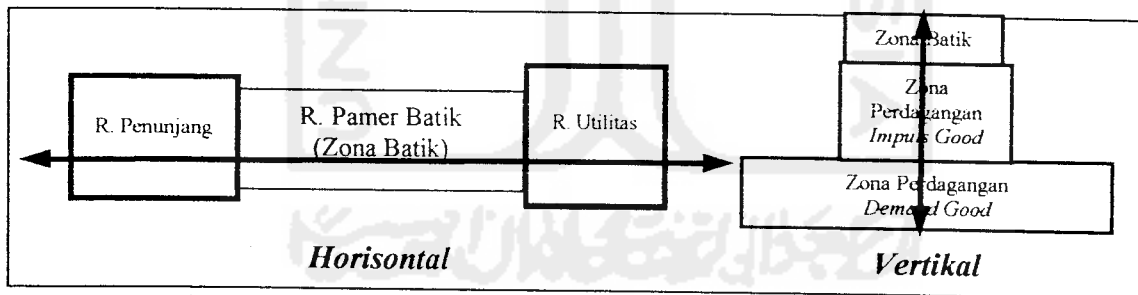 R. Penunjang
R. Pamer Batik
(Zona Batik)
R. Utilitas
Horisontal
Zona Batik
Zona
Perdagangan
Impuls Good
Zona Perdagangan
Demand Good
Vertikal